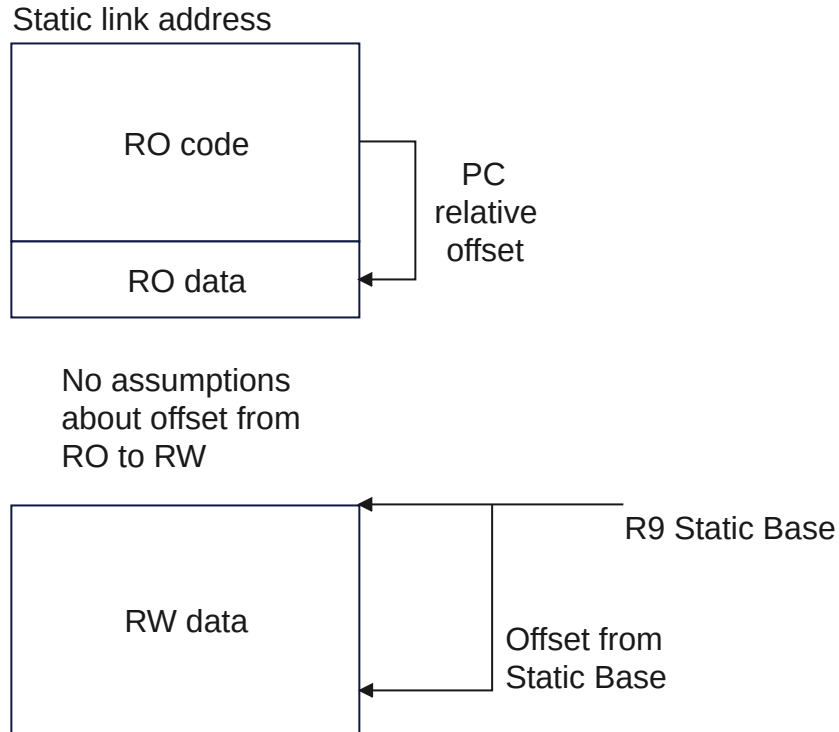 Static link address
RO code
PC
relative
offset
RO data
No assumptions
about offset from
RO to RW
R9 Static Base
RW data
Offset from
Static Base